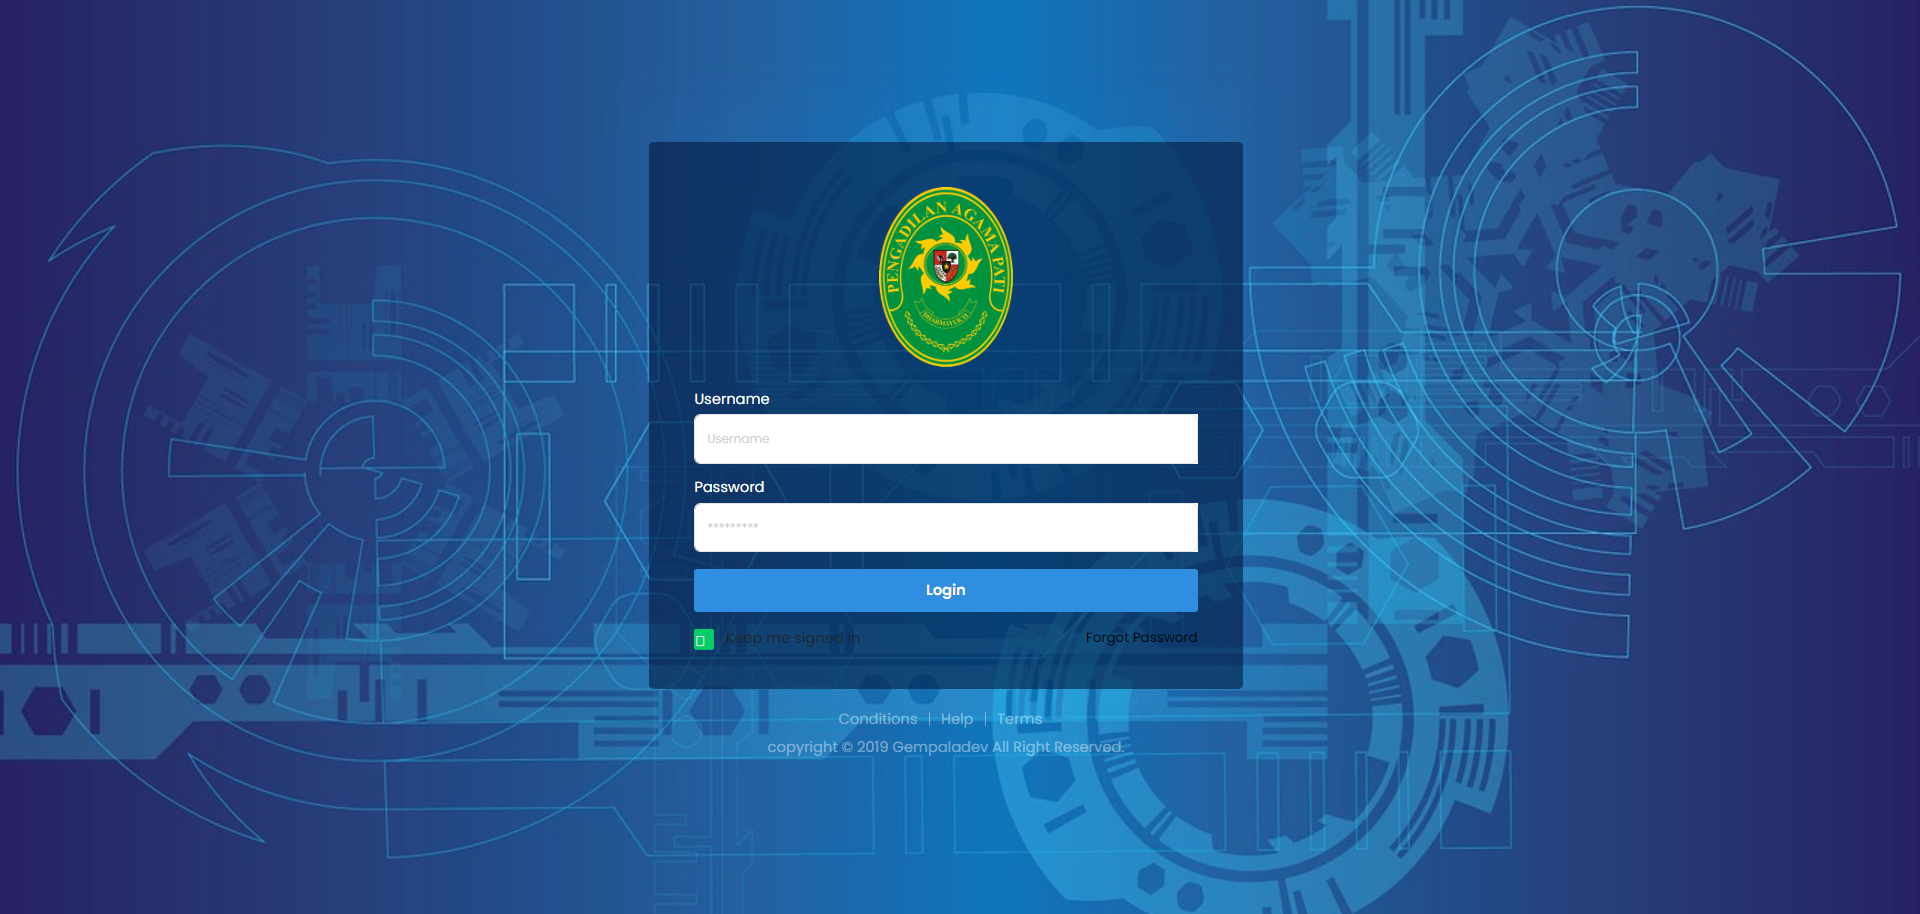 PENGADILAN AGAMA PATI
Username
Username
Password
*********
Login
Keep me signed in
Forgot Password
Conditions | Help | Terms
copyright © 2019 Gempaladev All Right Reserved.